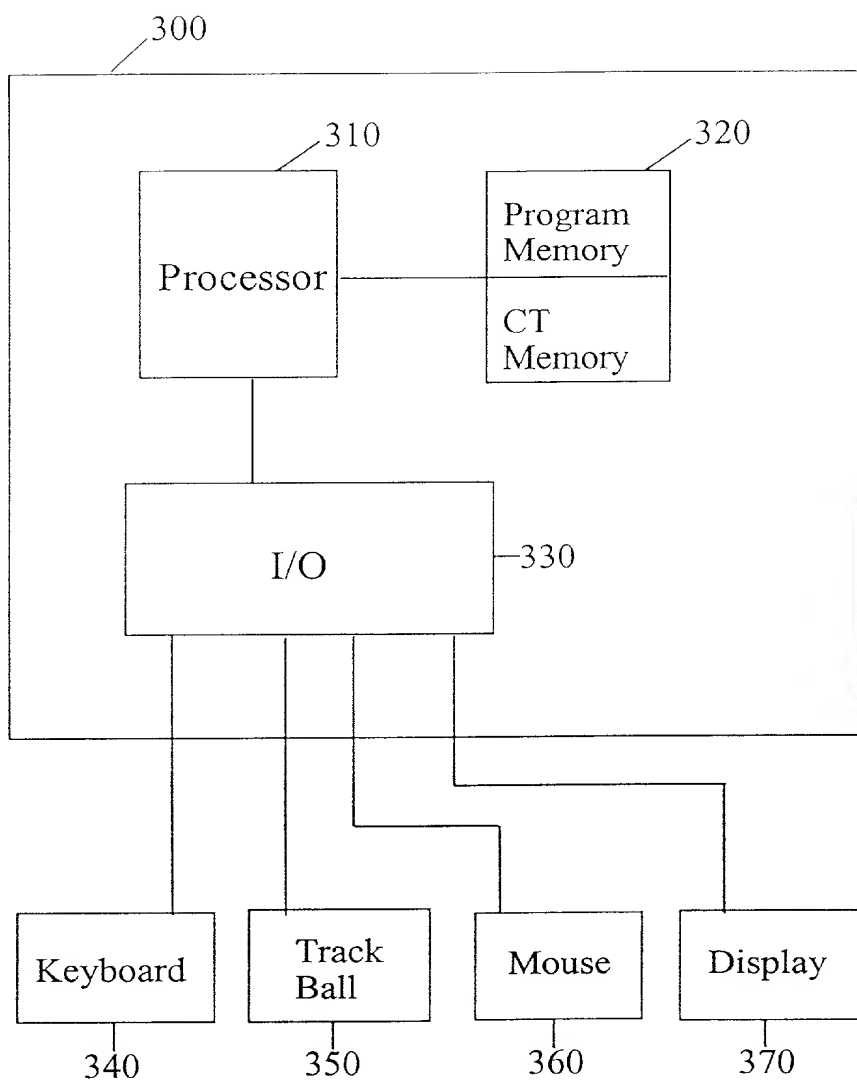 300
310
320
Processor
Program
Memory
CT
Memory
I/O
330
Keyboard
Track
Ball
Mouse
Display
340
350
360
370